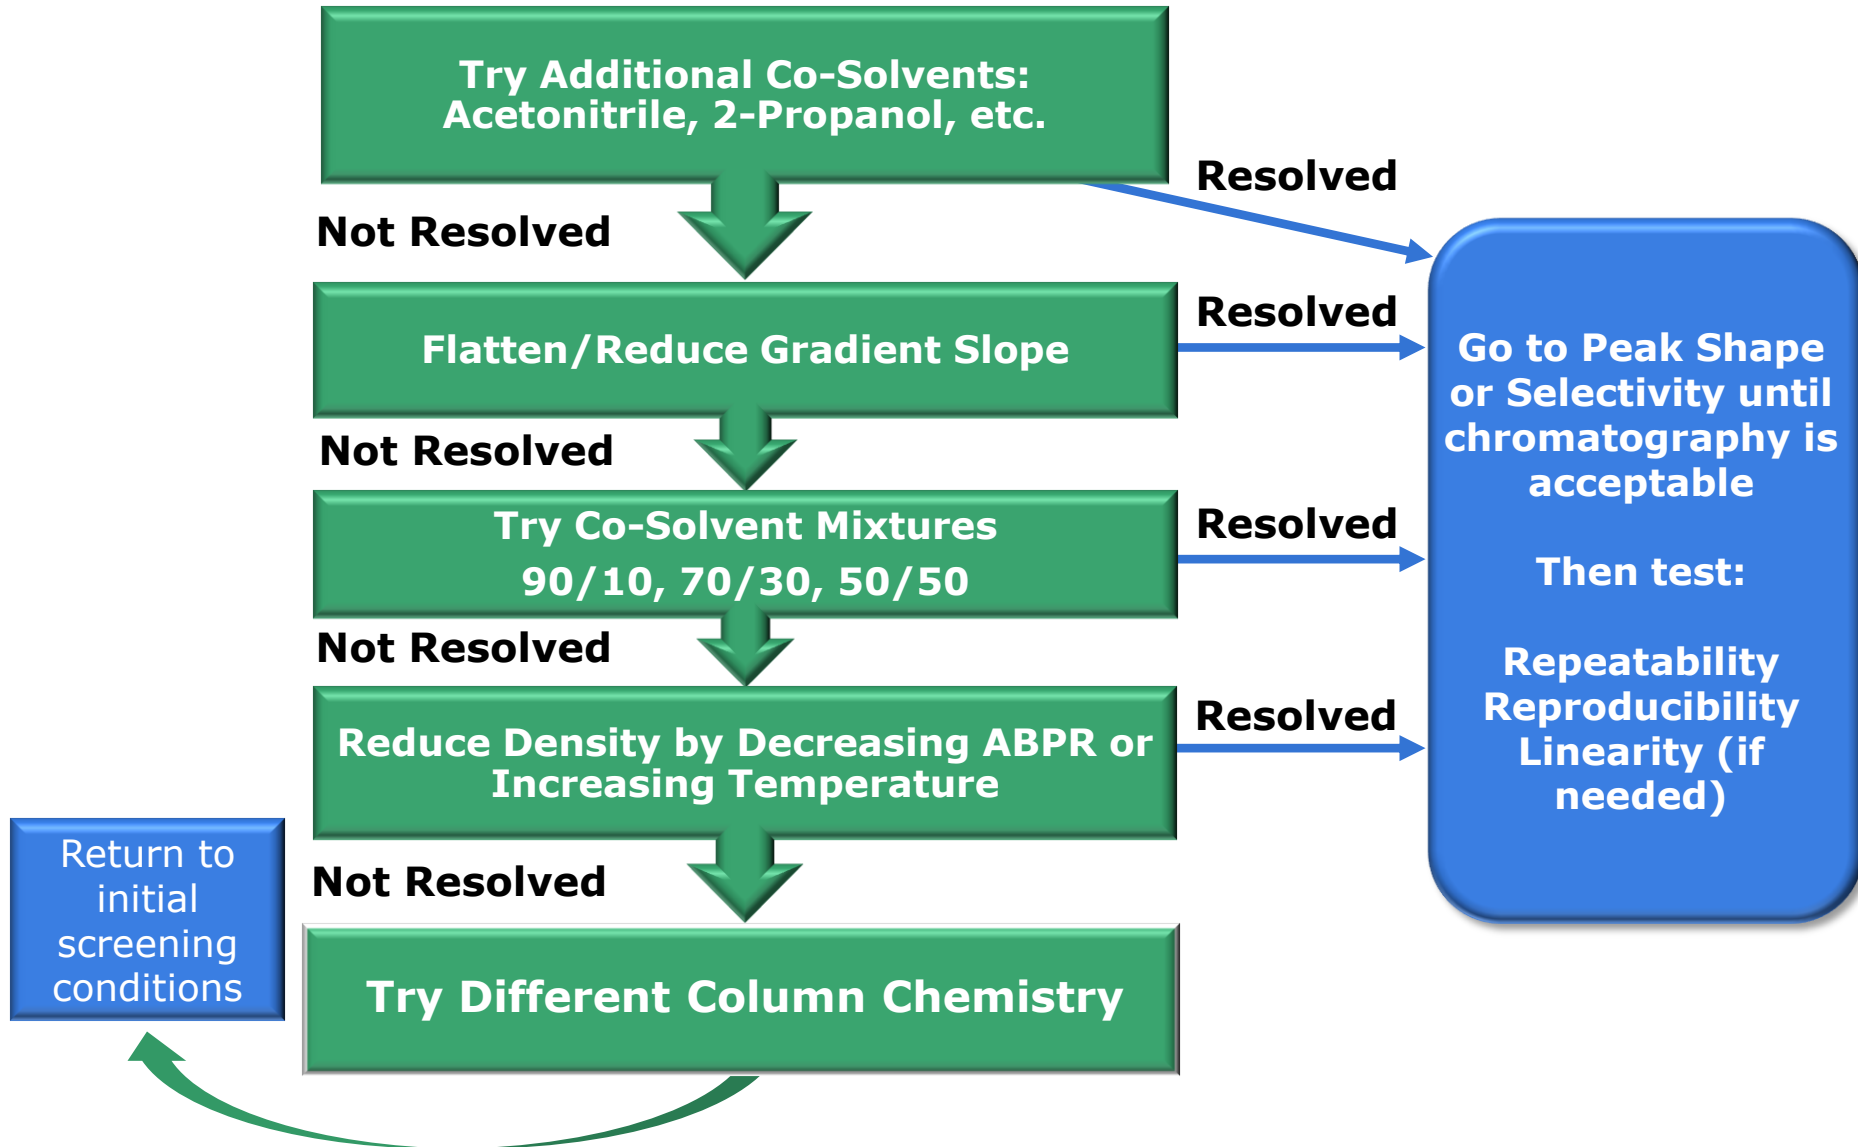 Try Additional Co-Solvents:
Acetonitrile, 2-Propanol, etc.
Resolved
Not Resolved
Flatten/Reduce Gradient Slope
Resolved
Not Resolved
Try Co-Solvent Mixtures
90/10, 70/30, 50/50
Resolved
Not Resolved
Reduce Density by Decreasing ABPR or
Increasing Temperature
Resolved
Not Resolved
Try Different Column Chemistry
Return to
initial
screening
conditions
Go to Peak Shape
or Selectivity until
chromatography is
acceptable
Then test:
Repeatability
Reproducibility
Linearity (if
needed)